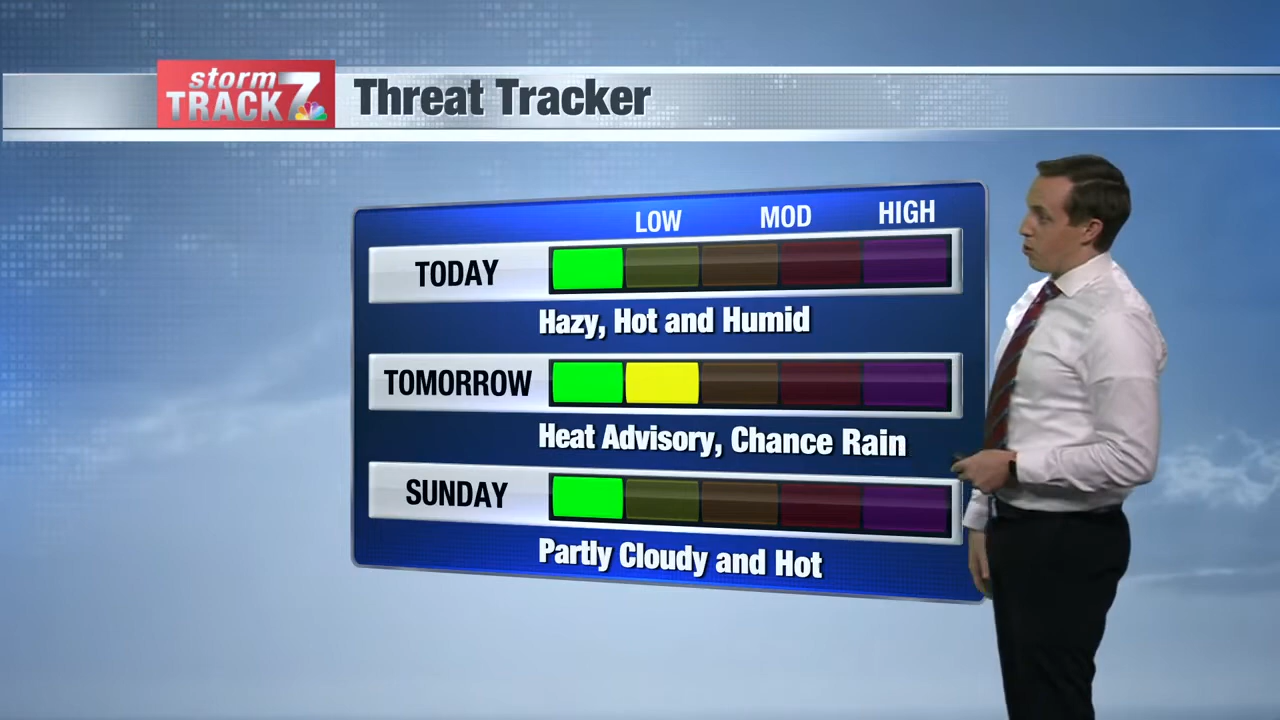 storm
TRACK 7
Threat Tracker
LOW MOD HIGH
TODAY
Hazy, Hot and Humid
TOMORROW
Heat Advisory, Chance Rain
SUNDAY
Partly Cloudy and Hot